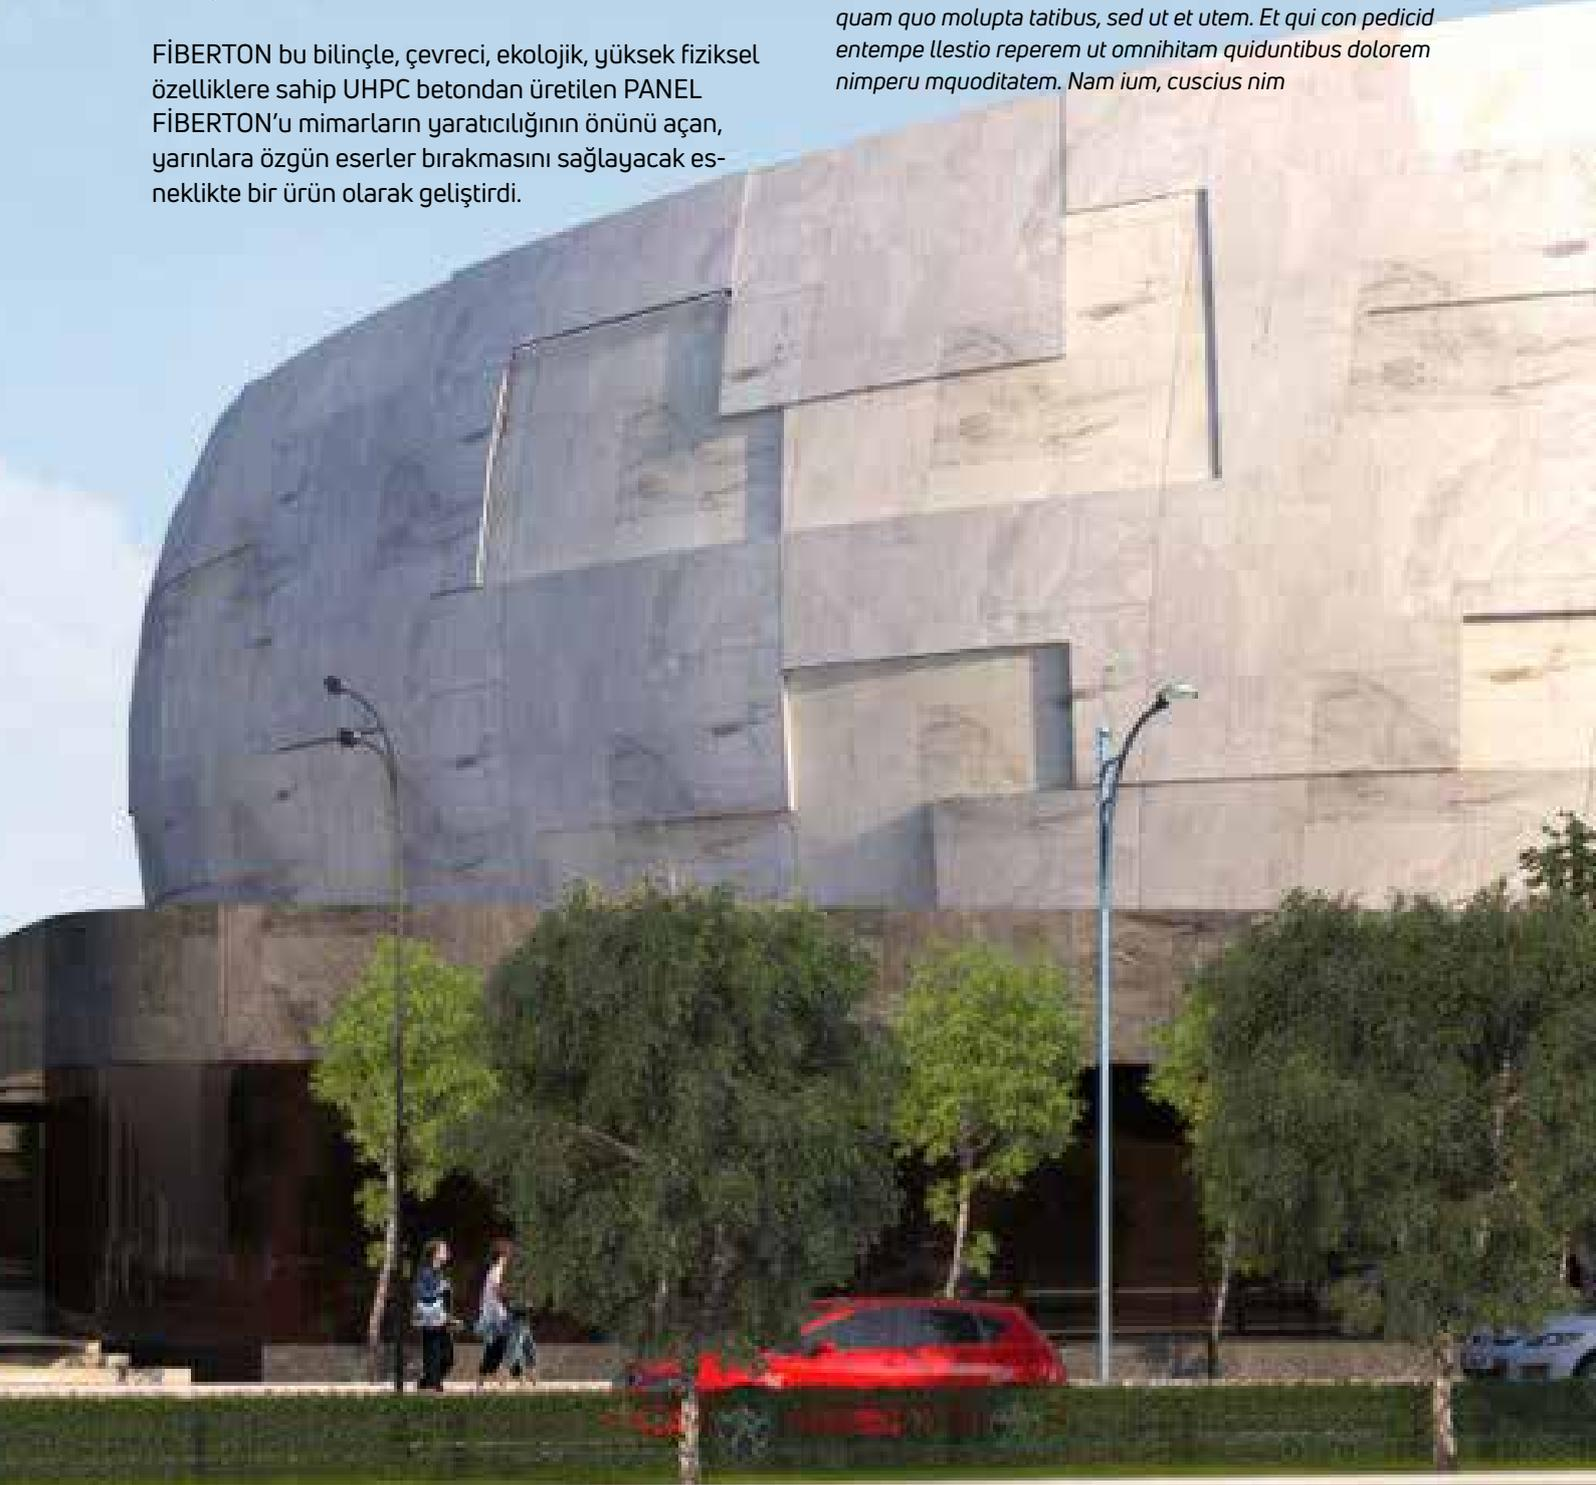 FİBERTON bu bilinçle, çevreci, ekolojik, yüksek fiziksel
özelliklere sahip UHPC betondan üretilen PANEL
FİBERTON’u mimarların yaratıcılığının önünü açan,
yarınlara özgün eserler bırakmasını sağlayacak es-
neklikte bir ürün olarak geliştirdi.
quam quo molupta tatibus, sed ut et utem. Et qui con pedicid
entempe llestio reperem ut omnihitam quiduntibus dolorem
nimperu mquoditatem. Nam ium, cuscius nim